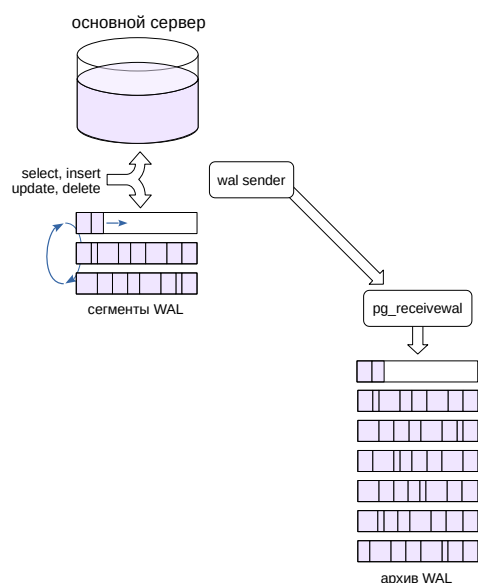 основной сервер
select, insert
update, delete
wal sender
сегменты WAL
pg_receivewal
архив WAL